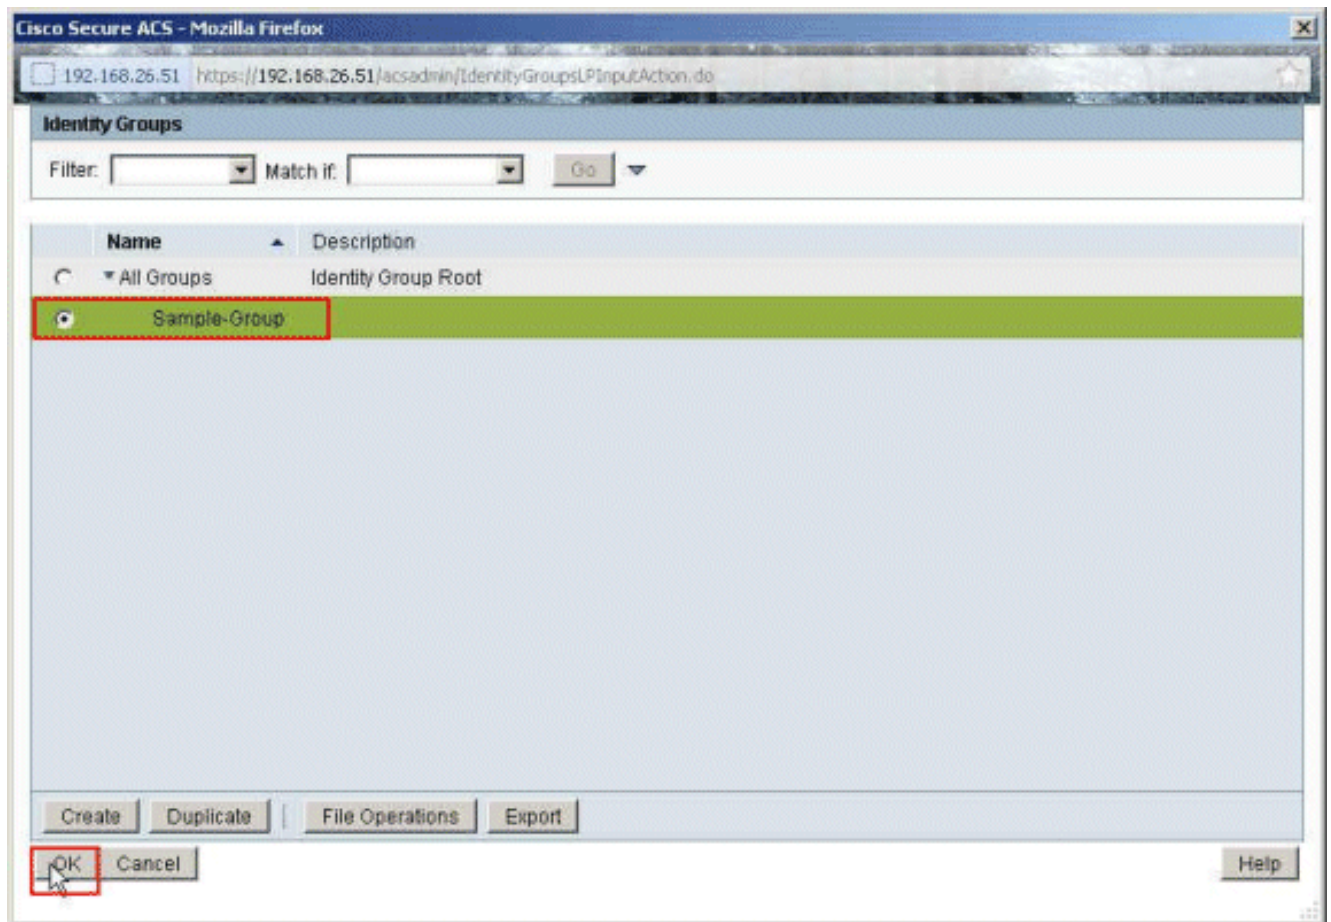 Cisco Secure ACS - Mozilla Firefox
192.168.26.51 https://192.168.26.51/acsadmin/IdentityGroupsLPInputAction.do
Identity Groups
Filter: Match if: Go
Name Description
All Groups Identity Group Root
Sample-Group
Create Duplicate File Operations Export
OK Cancel Help